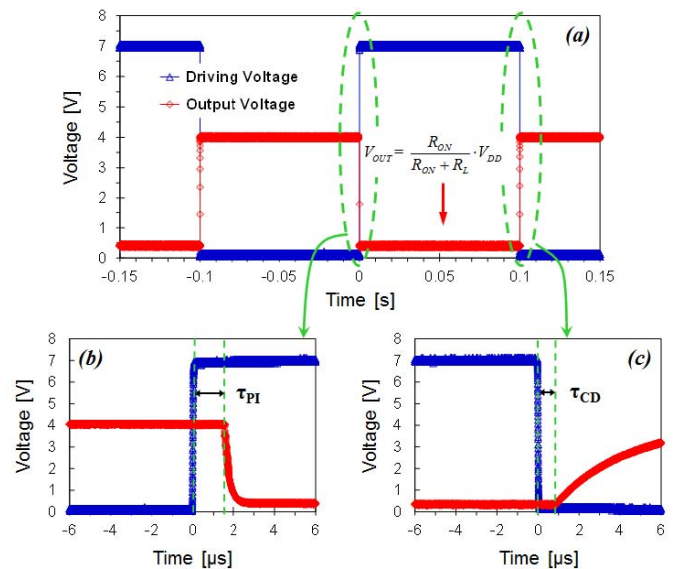 8
7
6
5
4
3
2
1
0
Voltage [V]
(a)
Driving Voltage
Output Voltage
V_OUT = R_ON / (R_ON + R_L) · V_DD
-0.15 -0.1 -0.05 0 0.05 0.1 0.15
Time [s]
8
7
6
5
4
3
2
1
0
Voltage [V]
(b)
τ_PI
-6 -4 -2 0 2 4 6
Time [µs]
8
7
6
5
4
3
2
1
0
Voltage [V]
(c)
τ_CD
-6 -4 -2 0 2 4 6
Time [µs]